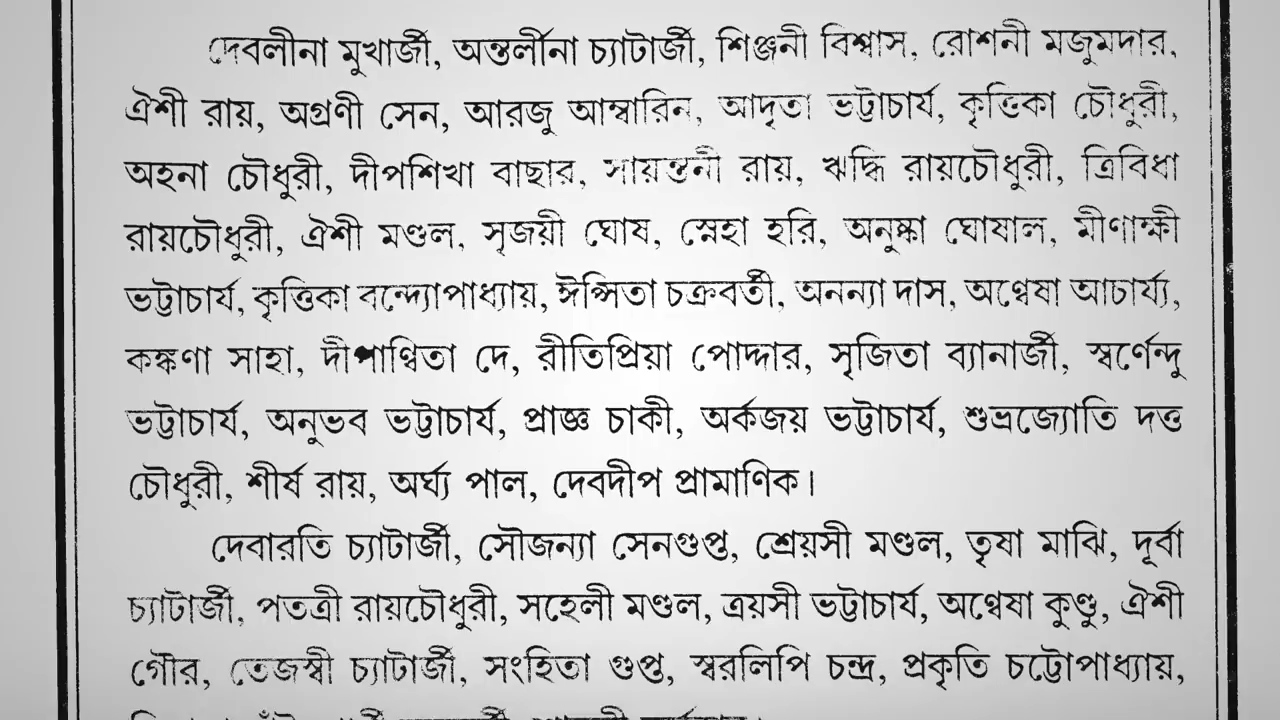 দেবলীনা মুখার্জী, অন্তর্লীনা চ্যাটার্জী, শিঞ্জনী বিশ্বাস, রোশনী মজুমদার,
ঐশী রায়, অগ্রণী সেন, আরজু আম্বারিন, আদৃতা ভট্টাচার্য, কৃত্তিকা চৌধুরী,
অহনা চৌধুরী, দীপশিখা বাছার, সায়ন্তনী রায়, ঋদ্ধি রায়চৌধুরী, ত্রিবিধা
রায়চৌধুরী, ঐশী মণ্ডল, সৃজয়ী ঘোষ, স্নেহা হরি, অনুষ্কা ঘোষাল, মীণাক্ষী
ভট্টাচার্য, কৃত্তিকা বন্দ্যোপাধ্যায়, ঈপ্সিতা চক্রবর্তী, অনন্যা দাস, অণ্বেষা আচার্য্য,
কঙ্কণা সাহা, দীপাণ্বিতা দে, রীতিপ্রিয়া পোদ্দার, সৃজিতা ব্যানার্জী, স্বর্ণেন্দু
ভট্টাচার্য, অনুভব ভট্টাচার্য, প্রাজ্ঞ চাকী, অর্কজয় ভট্টাচার্য, শুভ্রজ্যোতি দত্ত
চৌধুরী, শীর্ষ রায়, অর্ঘ্য পাল, দেবদীপ প্রামাণিক।
দেবারতি চ্যাটার্জী, সৌজন্যা সেনগুপ্ত, শ্রেয়সী মণ্ডল, তৃষা মাঝি, দূর্বা
চ্যাটার্জী, পতত্রী রায়চৌধুরী, সহেলী মণ্ডল, ত্রয়সী ভট্টাচার্য, অণ্বেষা কুণ্ডু, ঐশী
গৌর, তেজস্বী চ্যাটার্জী, সংহিতা গুপ্ত, স্বরলিপি চন্দ্র, প্রকৃতি চট্টোপাধ্যায়,